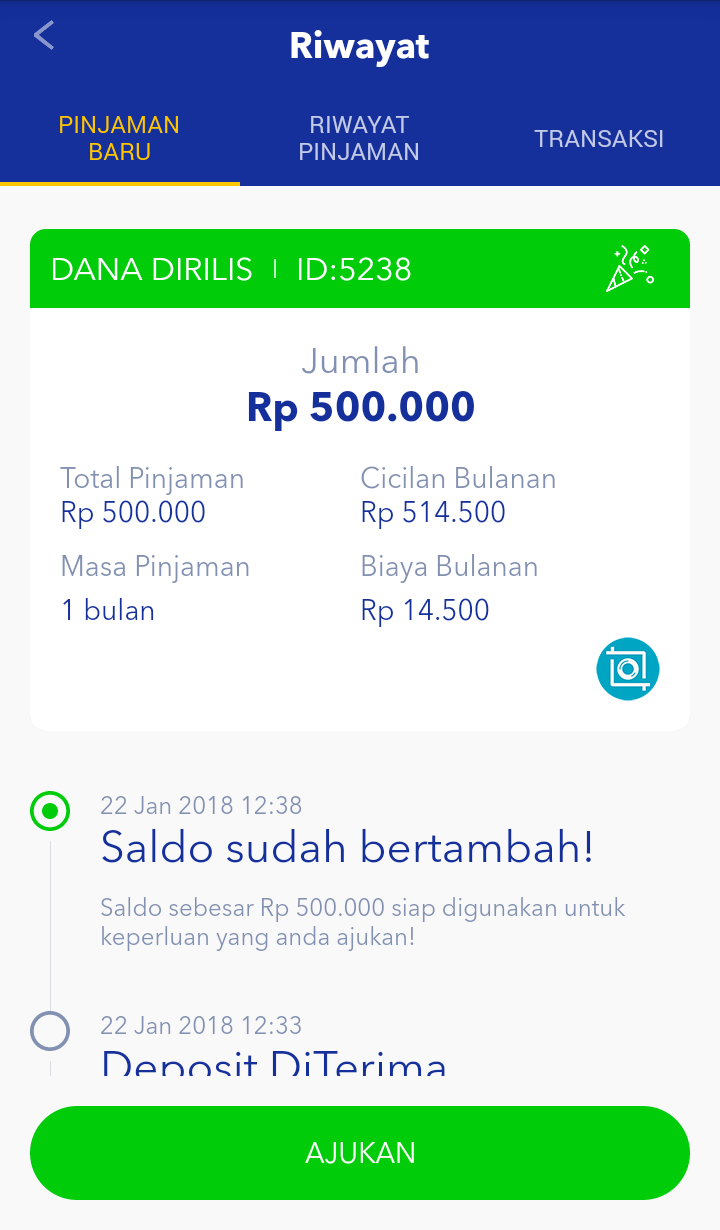 Riwayat
PINJAMAN
BARU
RIWAYAT
PINJAMAN
TRANSAKSI
DANA DIRILIS | ID:5238
Jumlah
Rp 500.000
Total Pinjaman
Rp 500.000
Cicilan Bulanan
Rp 514.500
Masa Pinjaman
1 bulan
Biaya Bulanan
Rp 14.500
22 Jan 2018 12:38
Saldo sudah bertambah!
Saldo sebesar Rp 500.000 siap digunakan untuk
keperluan yang anda ajukan!
22 Jan 2018 12:33
Deposit DiTerima
AJUKAN